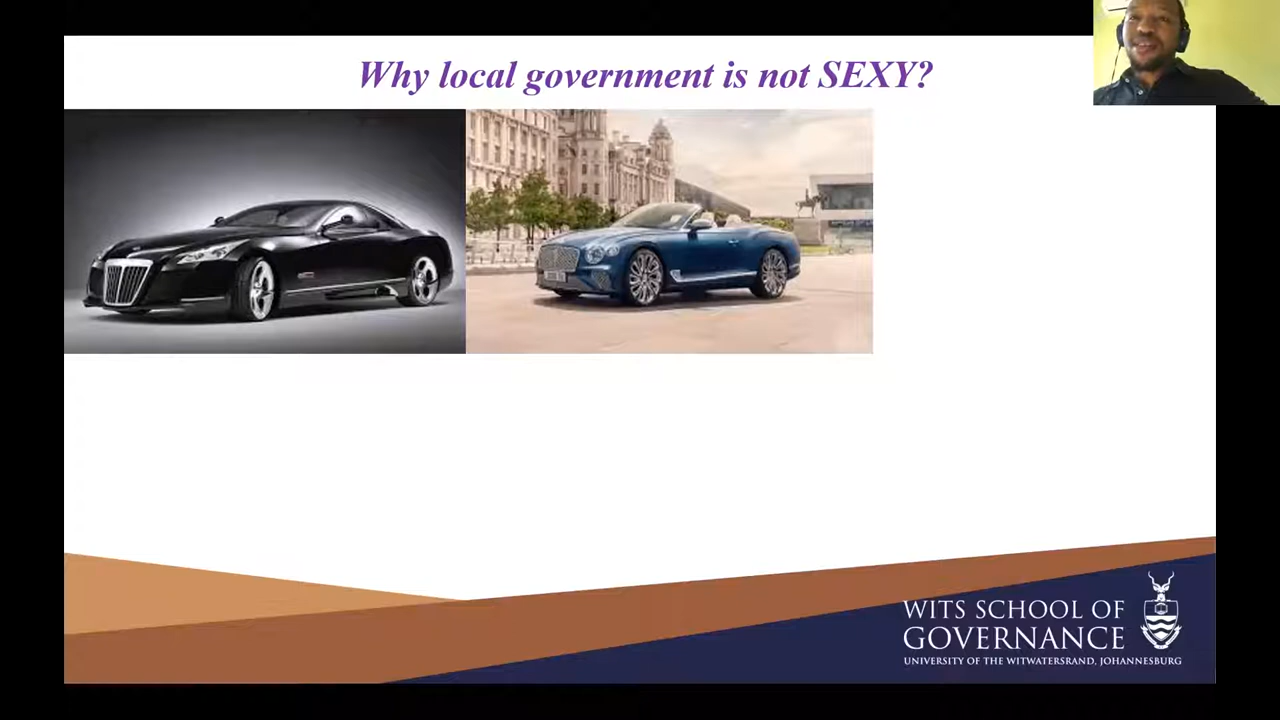 Why local government is not SEXY?
WITS SCHOOL OF
GOVERNANCE
UNIVERSITY OF THE WITWATERSRAND, JOHANNESBURG